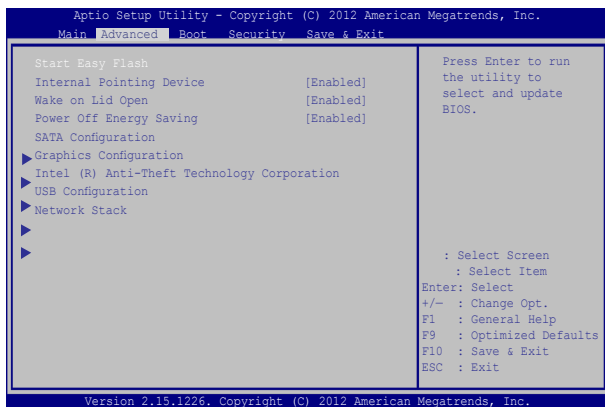 Aptio Setup Utility - Copyright (C) 2012 American Megatrends, Inc.
Main Advanced Boot Security Save & Exit
Start Easy Flash
Internal Pointing Device [Enabled]
Wake on Lid Open [Enabled]
Power Off Energy Saving [Enabled]
SATA Configuration
Graphics Configuration
Intel (R) Anti-Theft Technology Corporation
USB Configuration
Network Stack
Press Enter to run
the utility to
select and update
BIOS.
: Select Screen
: Select Item
Enter: Select
+/— : Change Opt.
F1 : General Help
F9 : Optimized Defaults
F10 : Save & Exit
ESC : Exit
Version 2.15.1226. Copyright (C) 2012 American Megatrends, Inc.